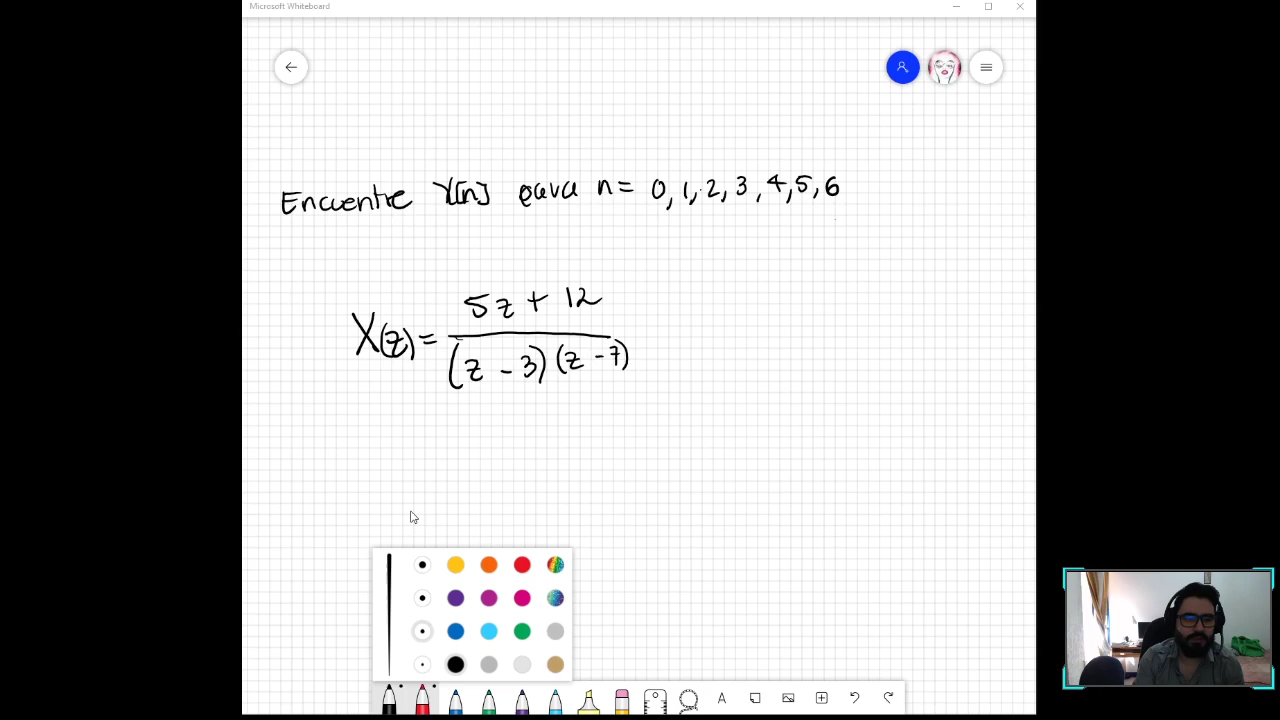 Microsoft Whiteboard
Encuentre X[n] para n = 0, 1, 2, 3, 4, 5, 6
X(z) = 5z + 12 / (z - 3)(z - 7)
A